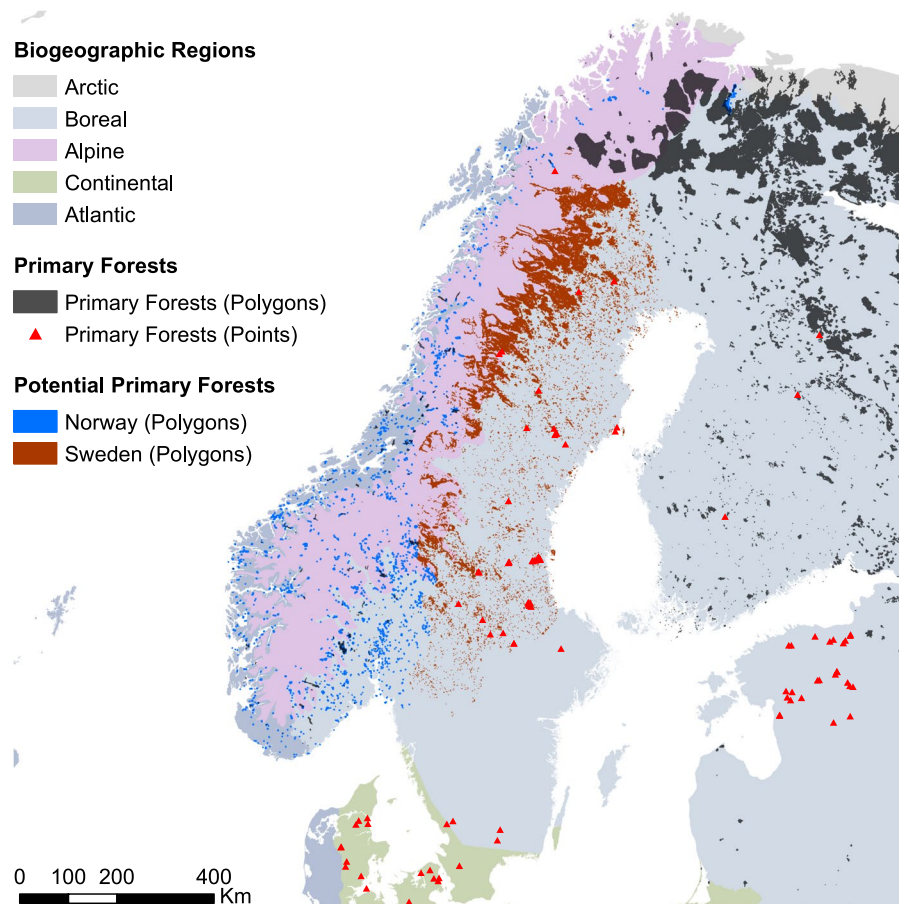 Biogeographic Regions
Arctic
Boreal
Alpine
Continental
Atlantic
Primary Forests
Primary Forests (Polygons)
Primary Forests (Points)
Potential Primary Forests
Norway (Polygons)
Sweden (Polygons)
0 100 200 400
Km